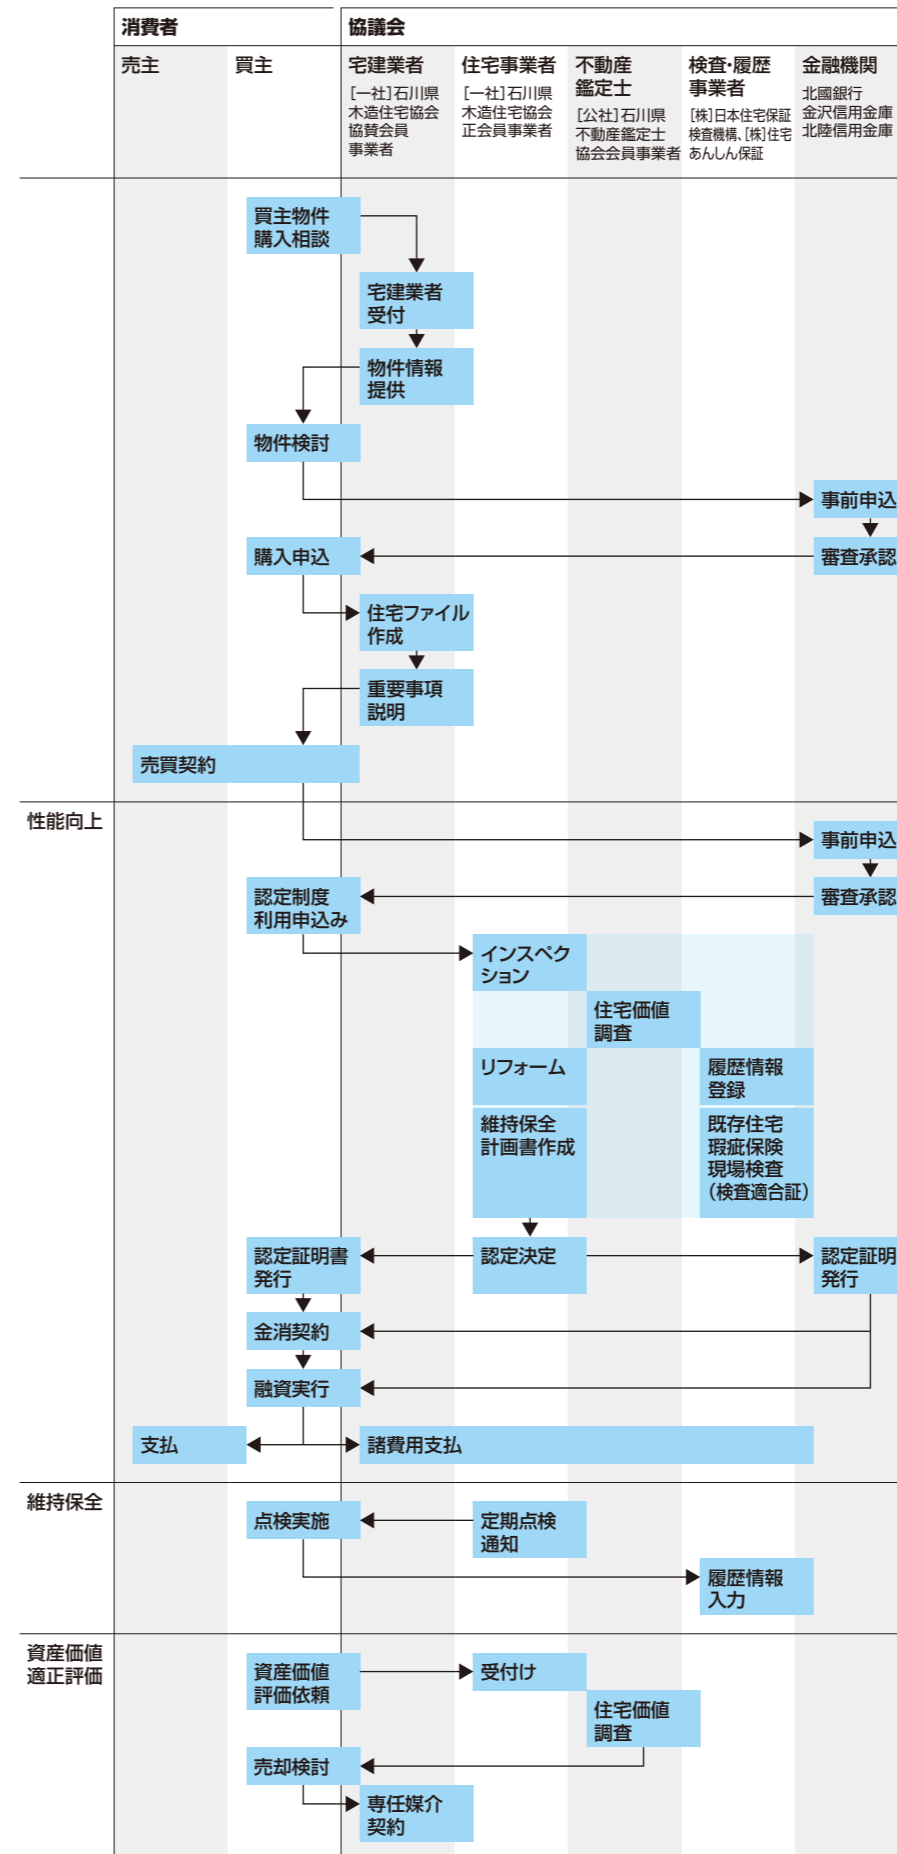 消費者
協議会
売主
買主
宅建業者
[一社]石川県
木造住宅協会
協賛会員
事業者
住宅事業者
[一社]石川県
木造住宅協会
正会員事業者
不動産
鑑定士
[公社]石川県
不動産鑑定士
協会会員事業者
検査・履歴
事業者
[株]日本住宅保証
検査機構、[株]住宅
あんしん保証
金融機関
北國銀行
金沢信用金庫
北陸信用金庫
買主物件
購入相談
宅建業者
受付
物件情報
提供
物件検討
事前申込
購入申込
審査承認
住宅ファイル
作成
重要事項
説明
売買契約
性能向上
事前申込
認定制度
利用申込み
審査承認
インスペク
ション
住宅価値
調査
リフォーム
履歴情報
登録
維持保全
計画書作成
既存住宅
瑕疵保険
現場検査
(検査適合証)
認定証明書
発行
認定決定
認定証明
発行
金消契約
融資実行
支払
諸費用支払
維持保全
点検実施
定期点検
通知
履歴情報
入力
資産価値
適正評価
資産価値
評価依頼
受付け
住宅価値
調査
売却検討
専任媒介
契約